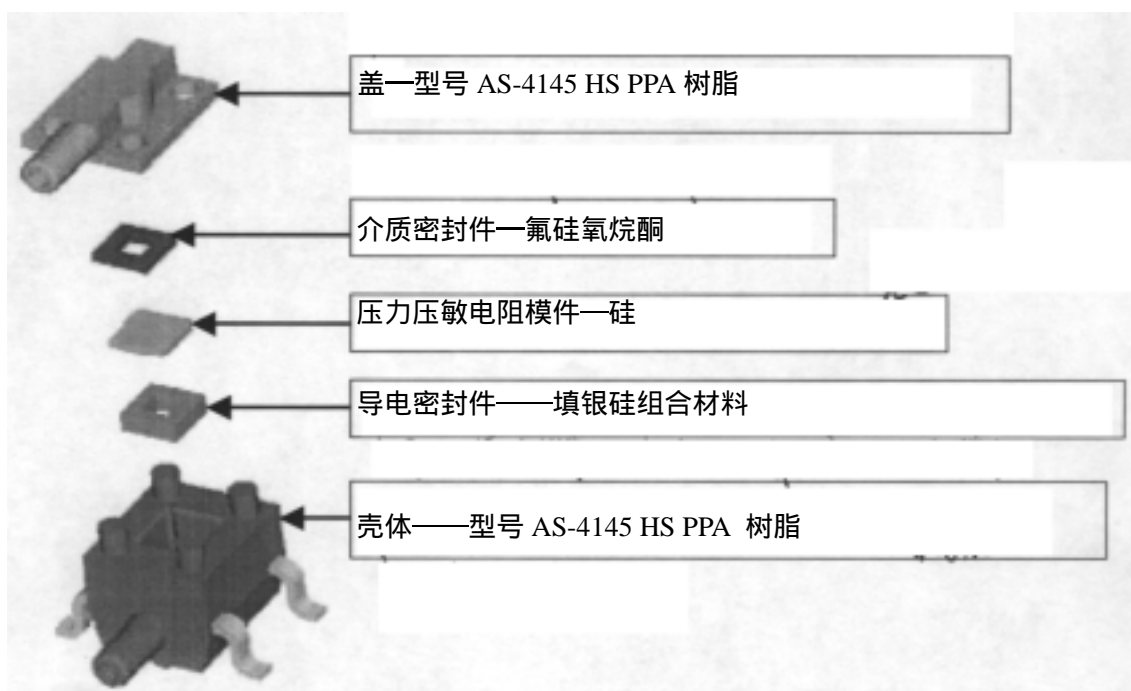 盖一型号 AS-4145 HS PPA 树脂
介质密封件一氟硅氧烷酮
压力压敏电阻模件—硅
导电密封件——填银硅组合材料
壳体——型号 AS-4145 HS PPA 树脂